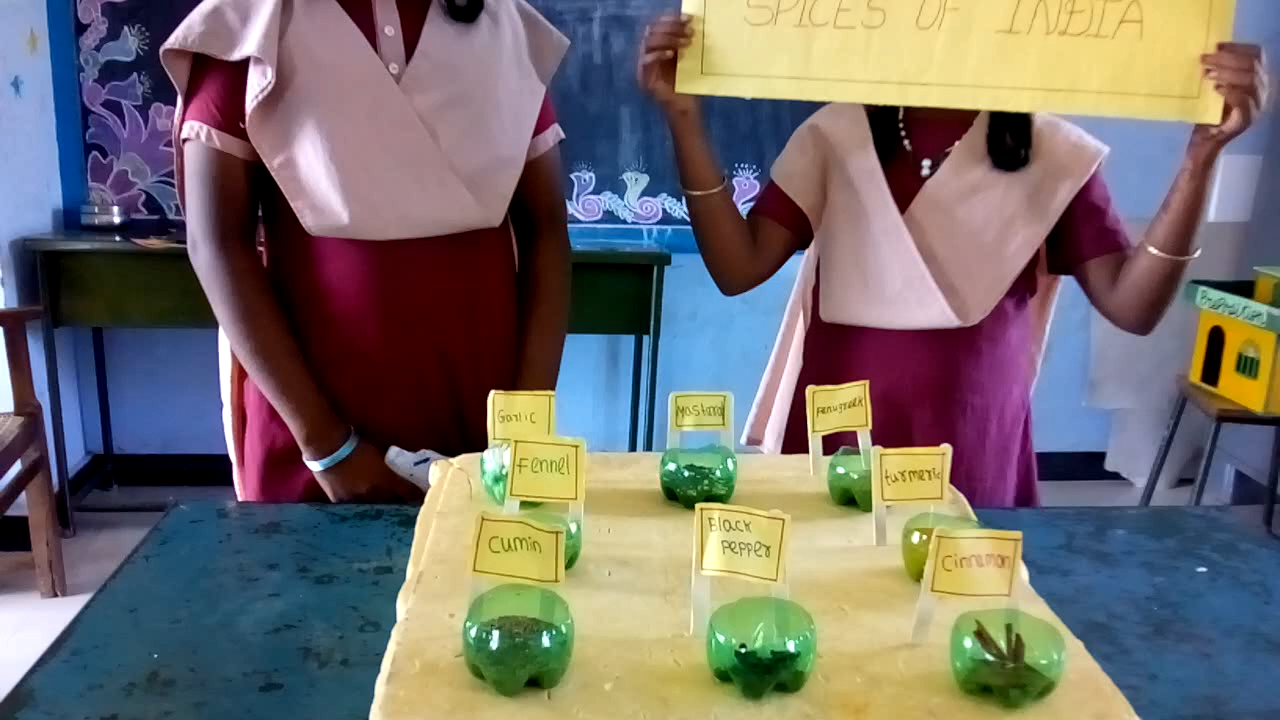 SPICES OF INDIA
Garlic
Mustard
Fenugreek
Fennel
turmeric
Cumin
Black
pepper
Cinnamon